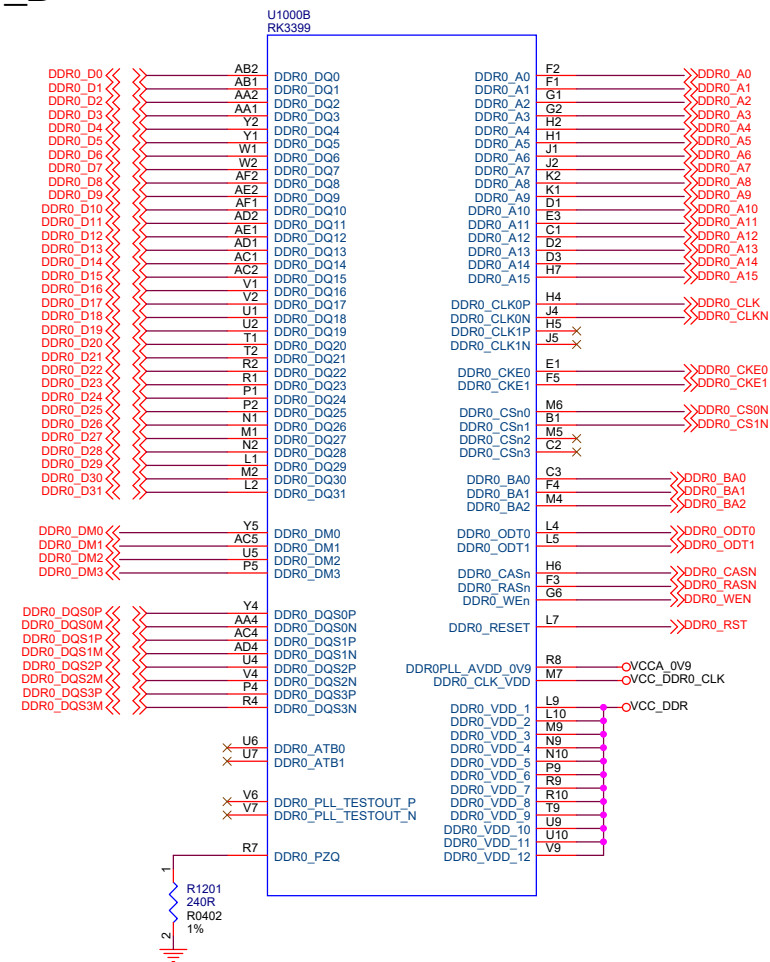 U1000B
RK3399
DDR0_D0 AB2 DDR0_DQ0 DDR0_A0 F2 DDR0_A0
DDR0_D1 AB1 DDR0_DQ1 DDR0_A1 F1 DDR0_A1
DDR0_D2 AA2 DDR0_DQ2 DDR0_A2 G1 DDR0_A2
DDR0_D3 AA1 DDR0_DQ3 DDR0_A3 G2 DDR0_A3
DDR0_D4 Y2 DDR0_DQ4 DDR0_A4 H2 DDR0_A4
DDR0_D5 Y1 DDR0_DQ5 DDR0_A5 H1 DDR0_A5
DDR0_D6 W1 DDR0_DQ6 DDR0_A6 J1 DDR0_A6
DDR0_D7 W2 DDR0_DQ7 DDR0_A7 J2 DDR0_A7
DDR0_D8 AF2 DDR0_DQ8 DDR0_A8 K2 DDR0_A8
DDR0_D9 AE2 DDR0_DQ9 DDR0_A9 K1 DDR0_A9
DDR0_D10 AF1 DDR0_DQ10 DDR0_A10 D1 DDR0_A10
DDR0_D11 AD2 DDR0_DQ11 DDR0_A11 E3 DDR0_A11
DDR0_D12 AE1 DDR0_DQ12 DDR0_A12 C1 DDR0_A12
DDR0_D13 AD1 DDR0_DQ13 DDR0_A13 D2 DDR0_A13
DDR0_D14 AC1 DDR0_DQ14 DDR0_A14 D3 DDR0_A14
DDR0_D15 AC2 DDR0_DQ15 DDR0_A15 H7 DDR0_A15
DDR0_D16 V1 DDR0_DQ16
DDR0_D17 V2 DDR0_DQ17 DDR0_CLK0P H4 DDR0_CLK
DDR0_D18 U1 DDR0_DQ18 DDR0_CLK0N J4 DDR0_CLKN
DDR0_D19 U2 DDR0_DQ19 DDR0_CLK1P H5
DDR0_D20 T1 DDR0_DQ20 DDR0_CLK1N J5
DDR0_D21 T2 DDR0_DQ21
DDR0_D22 R2 DDR0_DQ22 DDR0_CKE0 E1 DDR0_CKE0
DDR0_D23 R1 DDR0_DQ23 DDR0_CKE1 F5 DDR0_CKE1
DDR0_D24 P1 DDR0_DQ24
DDR0_D25 P2 DDR0_DQ25 DDR0_CSn0 M6 DDR0_CS0N
DDR0_D26 N1 DDR0_DQ26 DDR0_CSn1 B1 DDR0_CS1N
DDR0_D27 M1 DDR0_DQ27 DDR0_CSn2 M5
DDR0_D28 N2 DDR0_DQ28 DDR0_CSn3 C2
DDR0_D29 L1 DDR0_DQ29
DDR0_D30 M2 DDR0_DQ30 DDR0_BA0 C3 DDR0_BA0
DDR0_D31 L2 DDR0_DQ31 DDR0_BA1 F4 DDR0_BA1
DDR0_BA2 M4 DDR0_BA2
DDR0_DM0 Y5 DDR0_DM0 DDR0_ODT0 L4 DDR0_ODT0
DDR0_DM1 AC5 DDR0_DM1 DDR0_ODT1 L5 DDR0_ODT1
DDR0_DM2 U5 DDR0_DM2
DDR0_DM3 P5 DDR0_DM3 DDR0_CASn H6 DDR0_CASN
DDR0_RASn F3 DDR0_RASN
DDR0_WEn G6 DDR0_WEN
DDR0_DQS0P Y4 DDR0_DQS0P
DDR0_DQS0M AA4 DDR0_DQS0N DDR0_RESET L7 DDR0_RST
DDR0_DQS1P AC4 DDR0_DQS1P
DDR0_DQS1M AD4 DDR0_DQS1N
DDR0_DQS2P U4 DDR0_DQS2P DDR0PLL_AVDD_0V9 R8 VCCA_0V9
DDR0_DQS2M V4 DDR0_DQS2N DDR0_CLK_VDD M7 VCC_DDR0_CLK
DDR0_DQS3P P4 DDR0_DQS3P
DDR0_DQS3M R4 DDR0_DQS3N DDR0_VDD_1 L9 VCC_DDR
DDR0_VDD_2 L10
DDR0_VDD_3 M9
U6 DDR0_ATB0 DDR0_VDD_4 N9
U7 DDR0_ATB1 DDR0_VDD_5 N10
DDR0_VDD_6 P9
DDR0_VDD_7 R9
V6 DDR0_PLL_TESTOUT_P DDR0_VDD_8 R10
V7 DDR0_PLL_TESTOUT_N DDR0_VDD_9 T9
DDR0_VDD_10 U9
DDR0_VDD_11 U10
R7 DDR0_PZQ DDR0_VDD_12 V9
1
R1201
240R
R0402
1%
2